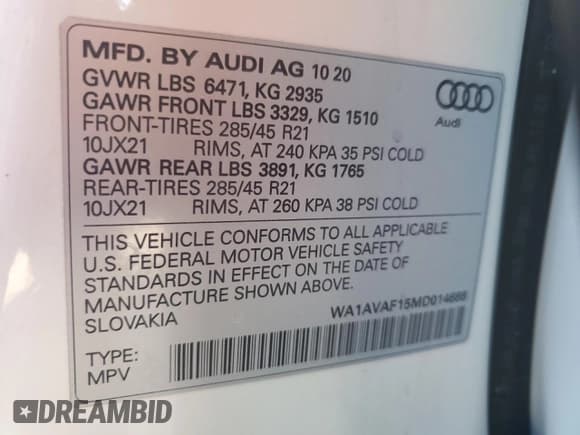 MFD. BY AUDI AG 10 20
GVWR LBS 6471, KG 2935
GAWR FRONT LBS 3329, KG 1510
FRONT-TIRES 285/45 R21
10JX21 RIMS, AT 240 KPA 35 PSI COLD
GAWR REAR LBS 3891, KG 1765
REAR-TIRES 285/45 R21
10JX21 RIMS, AT 260 KPA 38 PSI COLD
Audi
THIS VEHICLE CONFORMS TO ALL APPLICABLE
U.S. FEDERAL MOTOR VEHICLE SAFETY
STANDARDS IN EFFECT ON THE DATE OF
MANUFACTURE SHOWN ABOVE.
SLOVAKIA
TYPE:
MPV
DREAMBID